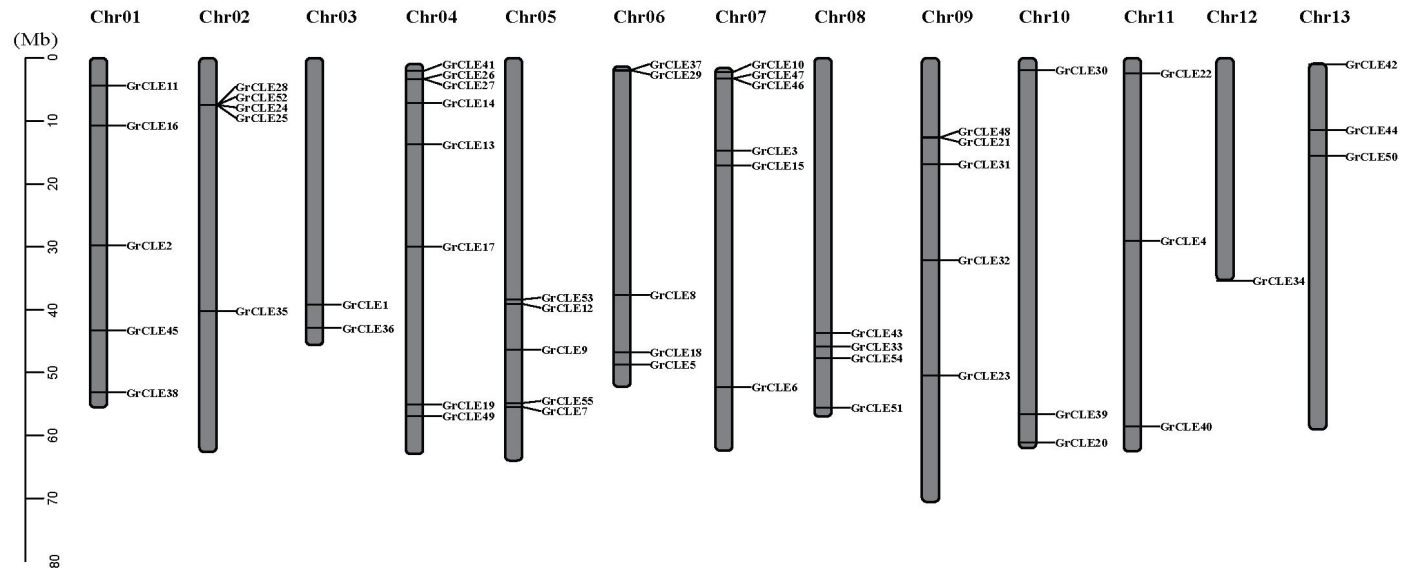 Chr01 Chr02 Chr03 Chr04 Chr05 Chr06 Chr07 Chr08 Chr09 Chr10 Chr11 Chr12 Chr13
(Mb)
0
10
20
30
40
50
60
70
80
GrCLE11
GrCLE16
GrCLE2
GrCLE45
GrCLE38
GrCLE28
GrCLE52
GrCLE24
GrCLE25
GrCLE35
GrCLE1
GrCLE36
GrCLE41
GrCLE26
GrCLE27
GrCLE14
GrCLE13
GrCLE17
GrCLE19
GrCLE49
GrCLE53
GrCLE12
GrCLE9
GrCLE55
GrCLE7
GrCLE37
GrCLE29
GrCLE8
GrCLE18
GrCLE5
GrCLE10
GrCLE47
GrCLE46
GrCLE3
GrCLE15
GrCLE6
GrCLE43
GrCLE33
GrCLE54
GrCLE51
GrCLE48
GrCLE21
GrCLE31
GrCLE32
GrCLE23
GrCLE30
GrCLE39
GrCLE20
GrCLE22
GrCLE4
GrCLE40
GrCLE34
GrCLE42
GrCLE44
GrCLE50